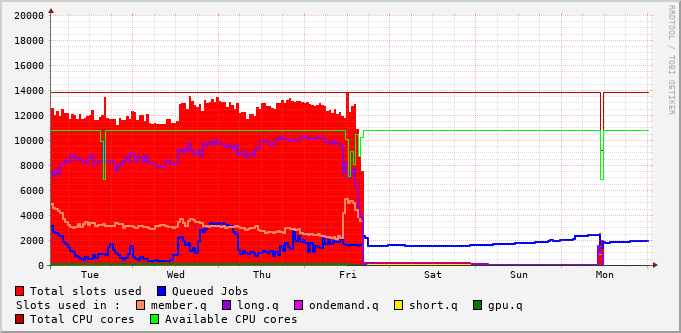 RRDTOOL / TOBI OETIKER
20000
18000
16000
14000
12000
10000
8000
6000
4000
2000
0
Tue Wed Thu Fri Sat Sun Mon
Total slots used Queued Jobs
Slots used in : member.q long.q ondemand.q short.q gpu.q
Total CPU cores Available CPU cores